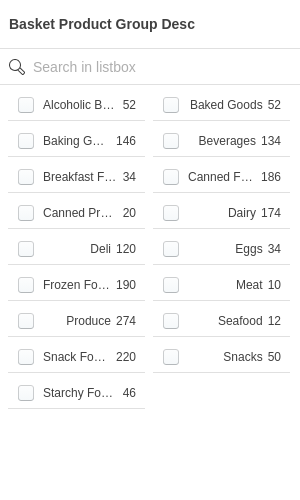 Basket Product Group Desc
Search in listbox
Alcoholic B... 52
Baked Goods 52
Baking G... 146
Beverages 134
Breakfast F... 34
Canned F... 186
Canned Pr... 20
Dairy 174
Deli 120
Eggs 34
Frozen Fo... 190
Meat 10
Produce 274
Seafood 12
Snack Fo... 220
Snacks 50
Starchy Fo... 46